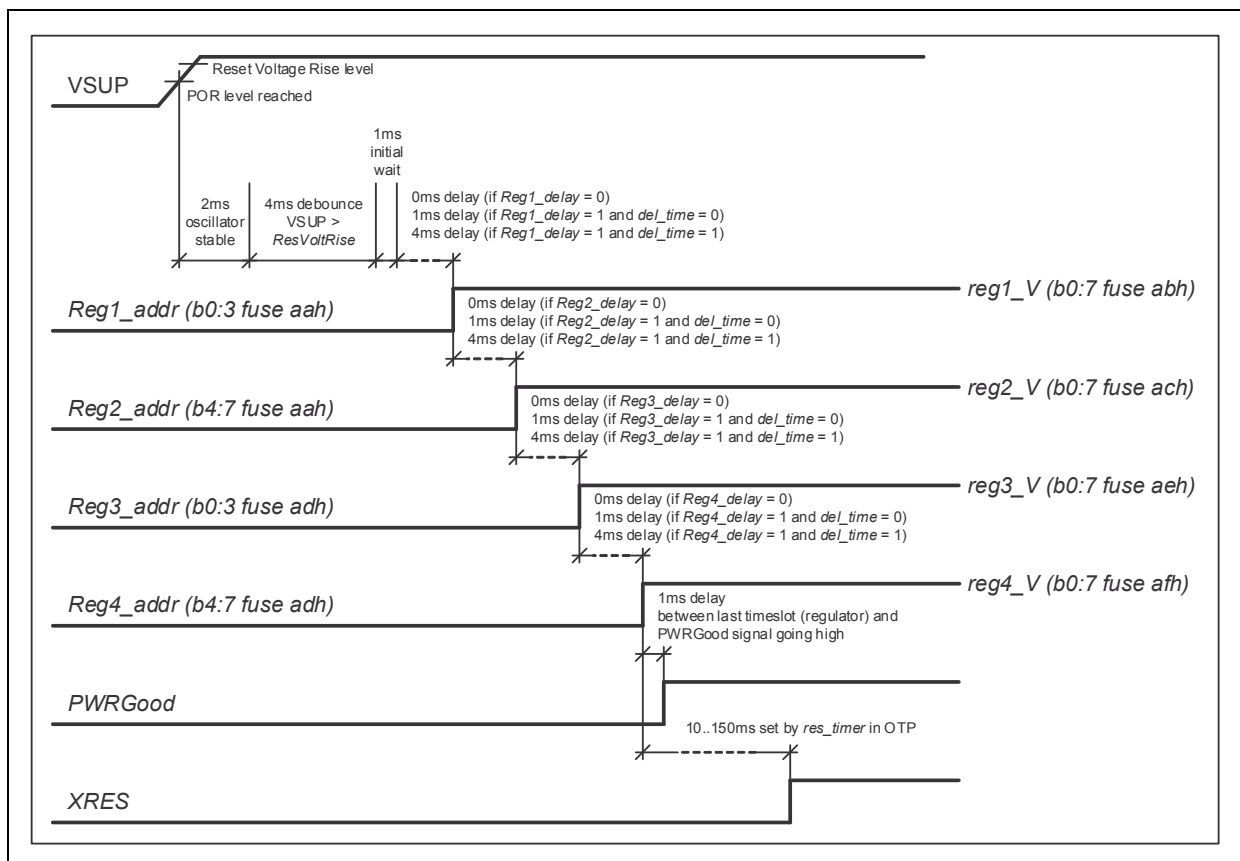 Reset Voltage Rise level
VSUP
POR level reached
1ms
initial
wait
2ms
oscillator
stable
4ms debounce
VSUP >
ResVoltRise
0ms delay (if Reg1_delay = 0)
1ms delay (if Reg1_delay = 1 and del_time = 0)
4ms delay (if Reg1_delay = 1 and del_time = 1)
Reg1_addr (b0:3 fuse aah)
reg1_V (b0:7 fuse abh)
0ms delay (if Reg2_delay = 0)
1ms delay (if Reg2_delay = 1 and del_time = 0)
4ms delay (if Reg2_delay = 1 and del_time = 1)
Reg2_addr (b4:7 fuse aah)
reg2_V (b0:7 fuse ach)
0ms delay (if Reg3_delay = 0)
1ms delay (if Reg3_delay = 1 and del_time = 0)
4ms delay (if Reg3_delay = 1 and del_time = 1)
Reg3_addr (b0:3 fuse adh)
reg3_V (b0:7 fuse aeh)
0ms delay (if Reg4_delay = 0)
1ms delay (if Reg4_delay = 1 and del_time = 0)
4ms delay (if Reg4_delay = 1 and del_time = 1)
Reg4_addr (b4:7 fuse adh)
reg4_V (b0:7 fuse afh)
1ms delay
between last timeslot (regulator) and
PWRGood signal going high
PWRGood
10..150ms set by res_timer in OTP
XRES